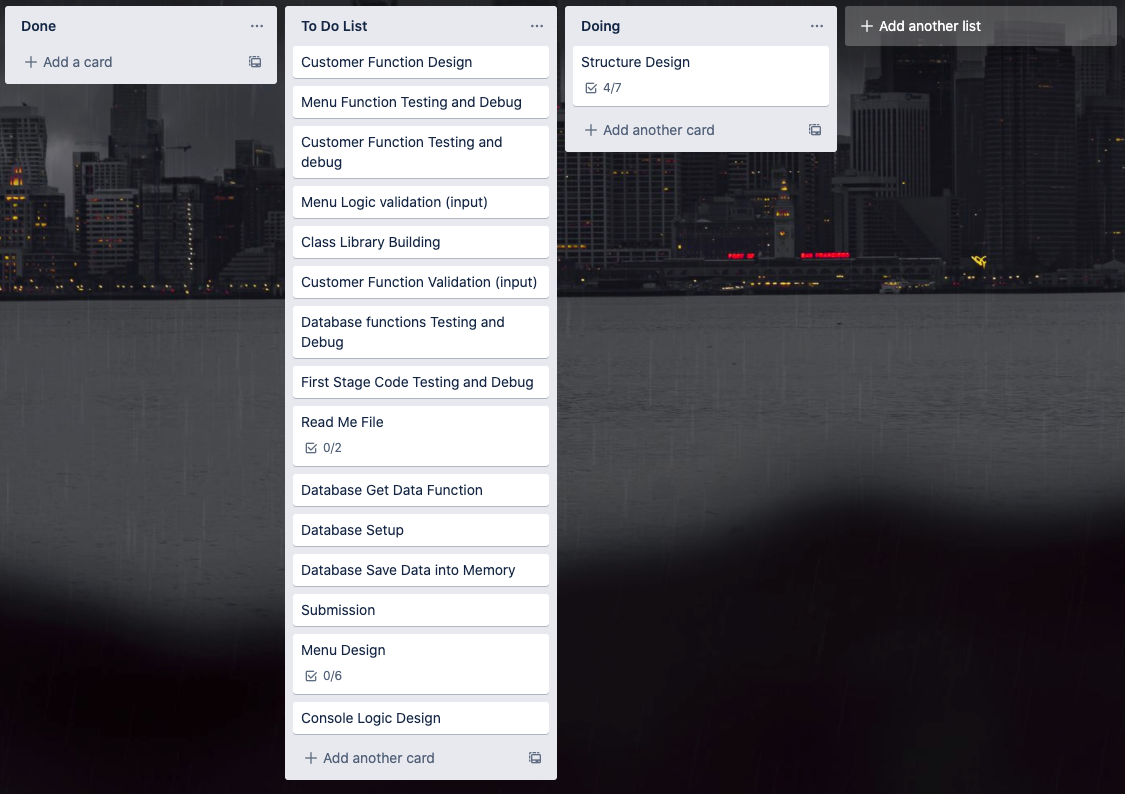 Done
Add a card
To Do List
Customer Function Design
Menu Function Testing and Debug
Customer Function Testing and
debug
Menu Logic validation (input)
Class Library Building
Customer Function Validation (input)
Database functions Testing and
Debug
First Stage Code Testing and Debug
Read Me File
0/2
Database Get Data Function
Database Setup
Database Save Data into Memory
Submission
Menu Design
0/6
Console Logic Design
Add another card
Doing
Structure Design
4/7
Add another card
Add another list
PORT OF
SAN FRANCISCO